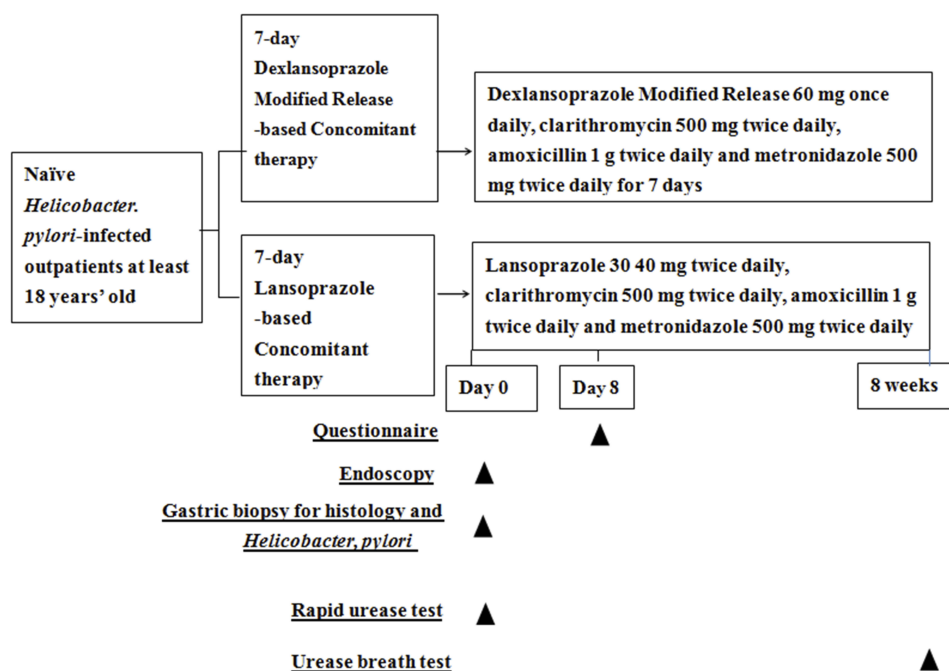 Naïve
Helicobacter.
pylori-infected
outpatients at least
18 years’ old
7-day
Dexlansoprazole
Modified Release
-based Concomitant
therapy
Dexlansoprazole Modified Release 60 mg once
daily, clarithromycin 500 mg twice daily,
amoxicillin 1 g twice daily and metronidazole 500
mg twice daily for 7 days
7-day
Lansoprazole
-based
Concomitant
therapy
Lansoprazole 30 40 mg twice daily,
clarithromycin 500 mg twice daily, amoxicillin 1 g
twice daily and metronidazole 500 mg twice daily
Day 0
Day 8
8 weeks
Questionnaire
Endoscopy
Gastric biopsy for histology and
Helicobacter, pylori
Rapid urease test
Urease breath test